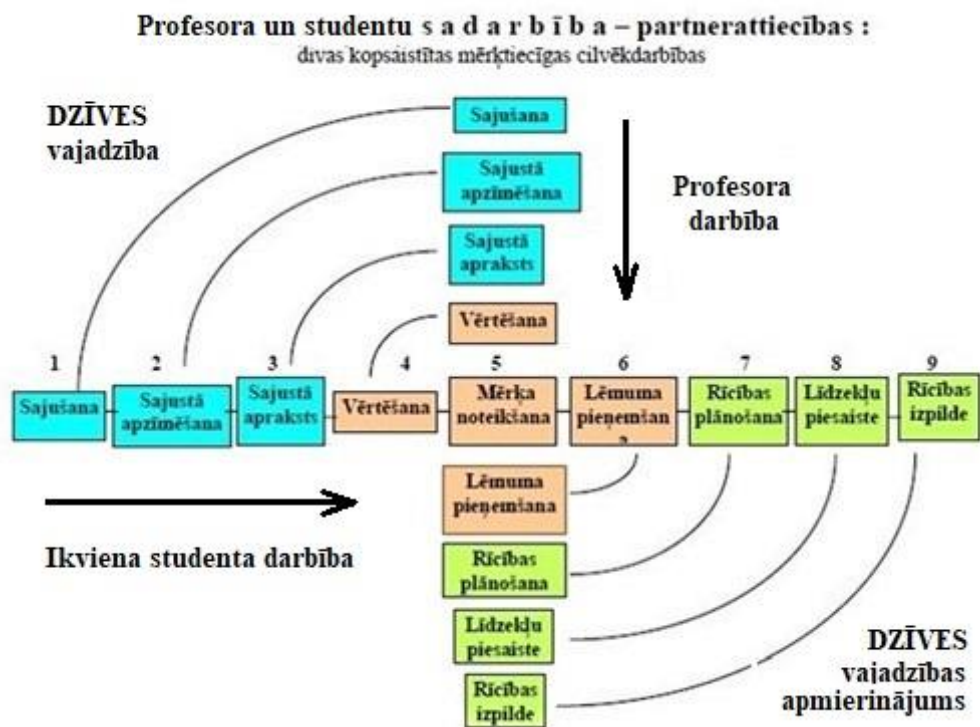 Profesora un studentu s a d a r b ī b a – partnerattiecības :
divas kopsaistītas mērķtiecīgas cilvēkdarbības
DZĪVES
vajadzība
Sajušana
Sajustā
apzīmēšana
Profesora
darbība
Sajustā
apraksts
Vērtēšana
1 2 3 4 5 6 7 8 9
Sajušana
Sajustā
apzīmēšana
Sajustā
apraksts
Vērtēšana
Mērķa
noteikšana
Lēmuma
pieņemšan
Rīcības
plānošana
Līdzekļu
piesaiste
Rīcības
izpilde
Lēmuma
pieņemšana
Ikviena studenta darbība
Rīcības
plānošana
Līdzekļu
piesaiste
Rīcības
izpilde
DZĪVES
vajadzības
apmierinājums